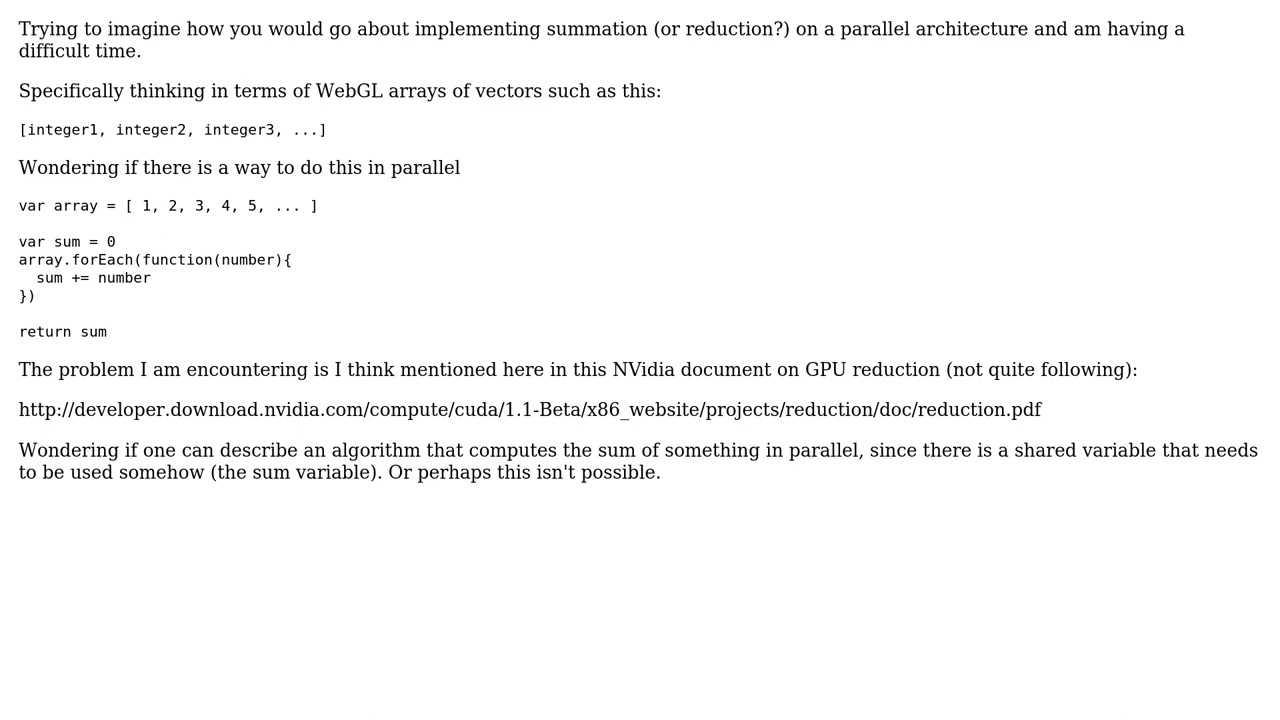 Trying to imagine how you would go about implementing summation (or reduction?) on a parallel architecture and am having a
difficult time.
Specifically thinking in terms of WebGL arrays of vectors such as this:
[integer1, integer2, integer3, ...]
Wondering if there is a way to do this in parallel
var array = [ 1, 2, 3, 4, 5, ... ]
var sum = 0
array.forEach(function(number){
  sum += number
})
return sum
The problem I am encountering is I think mentioned here in this NVidia document on GPU reduction (not quite following):
http://developer.download.nvidia.com/compute/cuda/1.1-Beta/x86_website/projects/reduction/doc/reduction.pdf
Wondering if one can describe an algorithm that computes the sum of something in parallel, since there is a shared variable that needs
to be used somehow (the sum variable). Or perhaps this isn't possible.